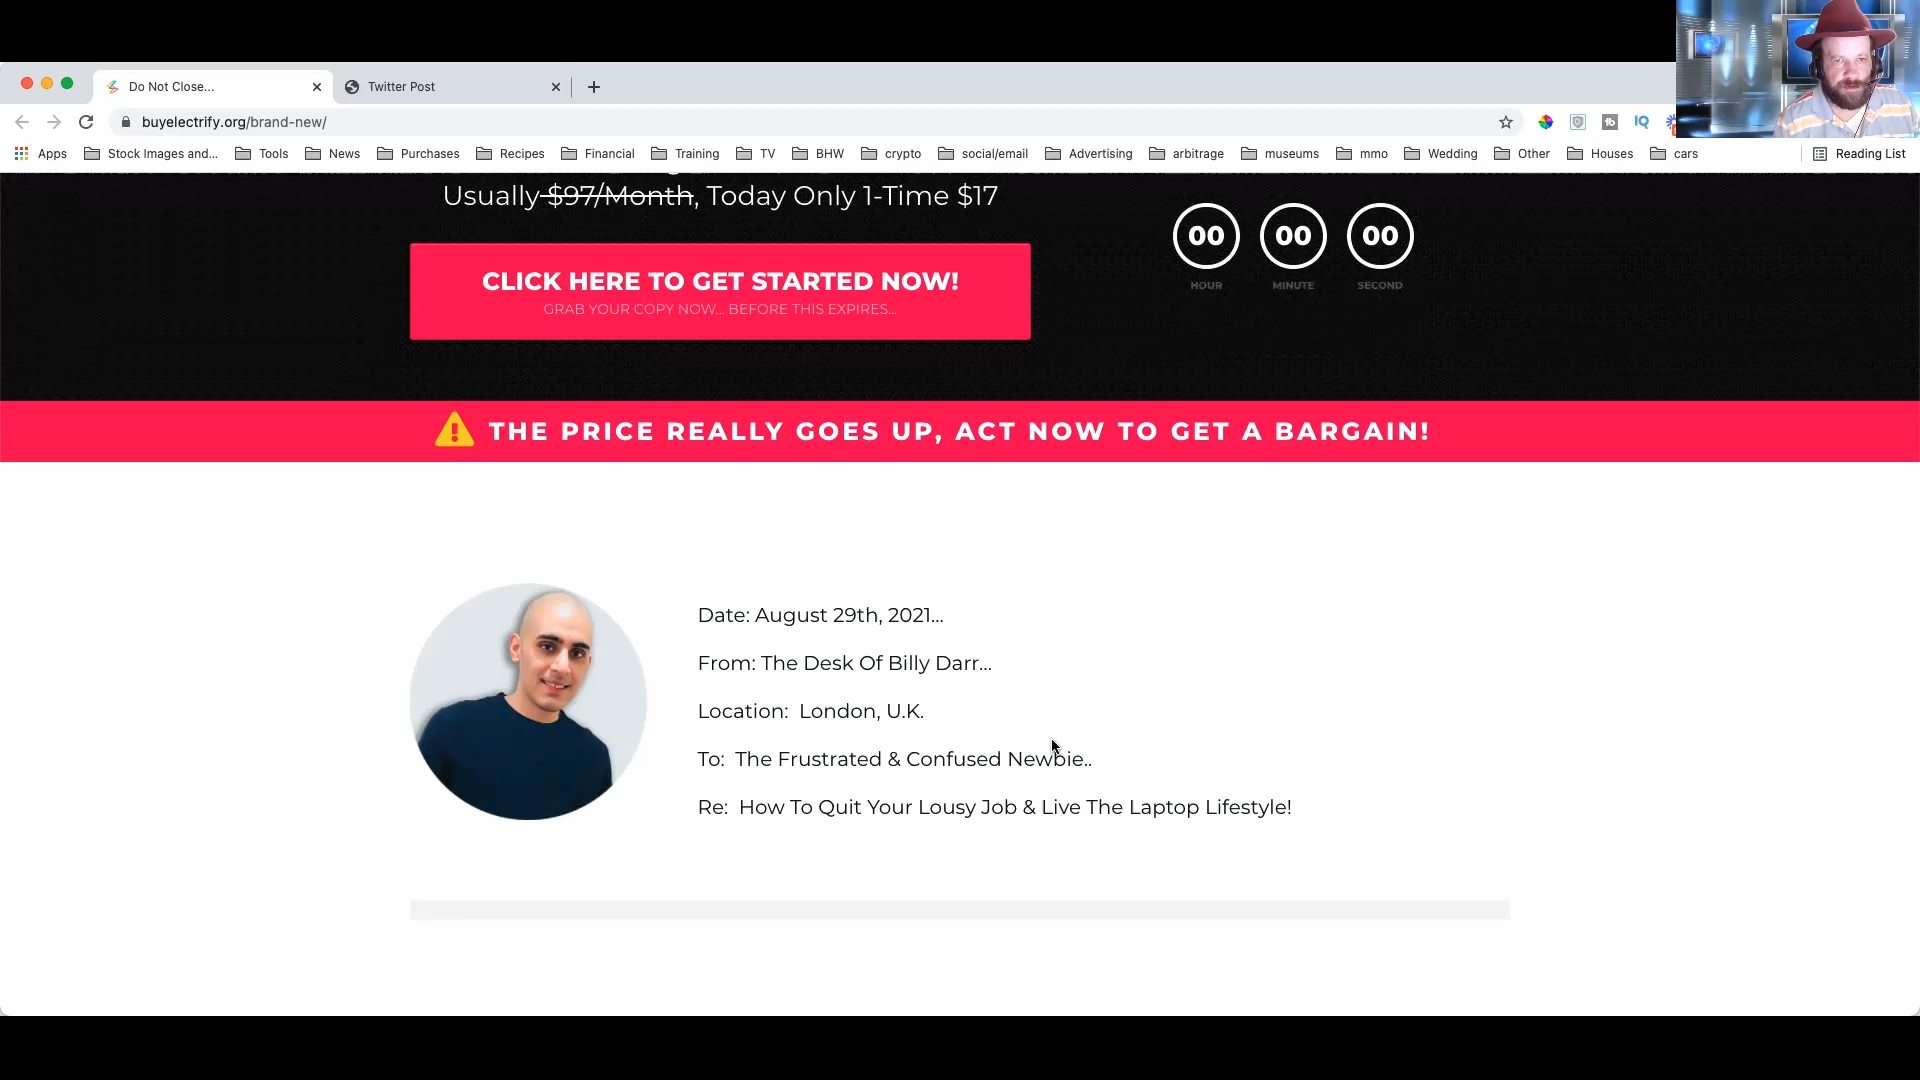 Do Not Close...
Twitter Post
buyelectrify.org/brand-new/
Apps
Stock Images and...
Tools
News
Purchases
Recipes
Financial
Training
TV
BHW
crypto
social/email
Advertising
arbitrage
museums
mmo
Wedding
Other
Houses
cars
Reading List
Usually $97/Month, Today Only 1-Time $17
00 00 00
HOUR MINUTE SECOND
CLICK HERE TO GET STARTED NOW!
GRAB YOUR COPY NOW... BEFORE THIS EXPIRES...
THE PRICE REALLY GOES UP, ACT NOW TO GET A BARGAIN!
Date: August 29th, 2021...
From: The Desk Of Billy Darr...
Location: London, U.K.
To: The Frustrated & Confused Newbie..
Re: How To Quit Your Lousy Job & Live The Laptop Lifestyle!